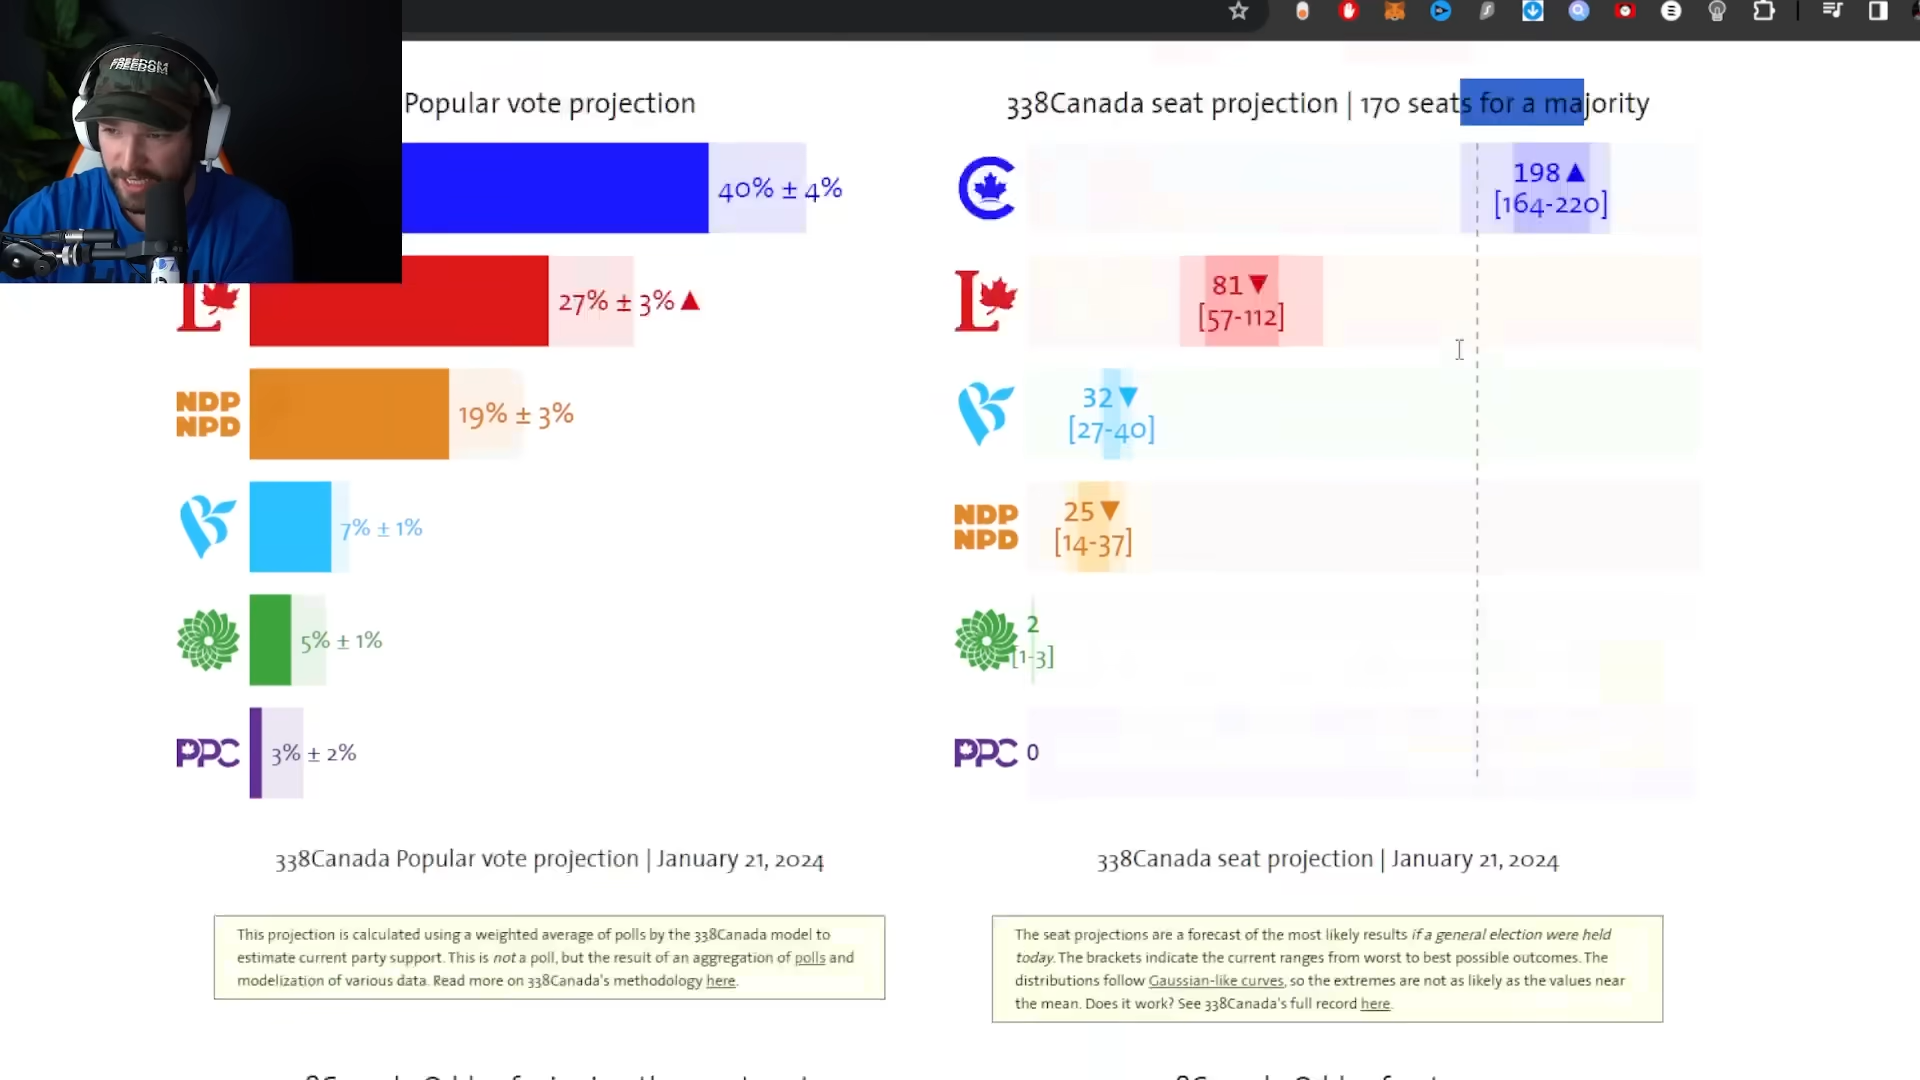 FREEDOM
Popular vote projection
40% ± 4%
L
27% ± 3% ▲
NDP
NPD
19% ± 3%
7% ± 1%
5% ± 1%
PPC
3% ± 2%
338Canada Popular vote projection | January 21, 2024
This projection is calculated using a weighted average of polls by the 338Canada model to
estimate current party support. This is not a poll, but the result of an aggregation of polls and
modelization of various data. Read more on 338Canada's methodology here.
338Canada seat projection | 170 seats for a majority
198 ▲
[164-220]
L
81 ▼
[57-112]
32 ▼
[27-40]
NDP
NPD
25 ▼
[14-37]
2
[1-3]
PPC
0
338Canada seat projection | January 21, 2024
The seat projections are a forecast of the most likely results if a general election were held
today. The brackets indicate the current ranges from worst to best possible outcomes. The
distributions follow Gaussian-like curves, so the extremes are not as likely as the values near
the mean. Does it work? See 338Canada's full record here.